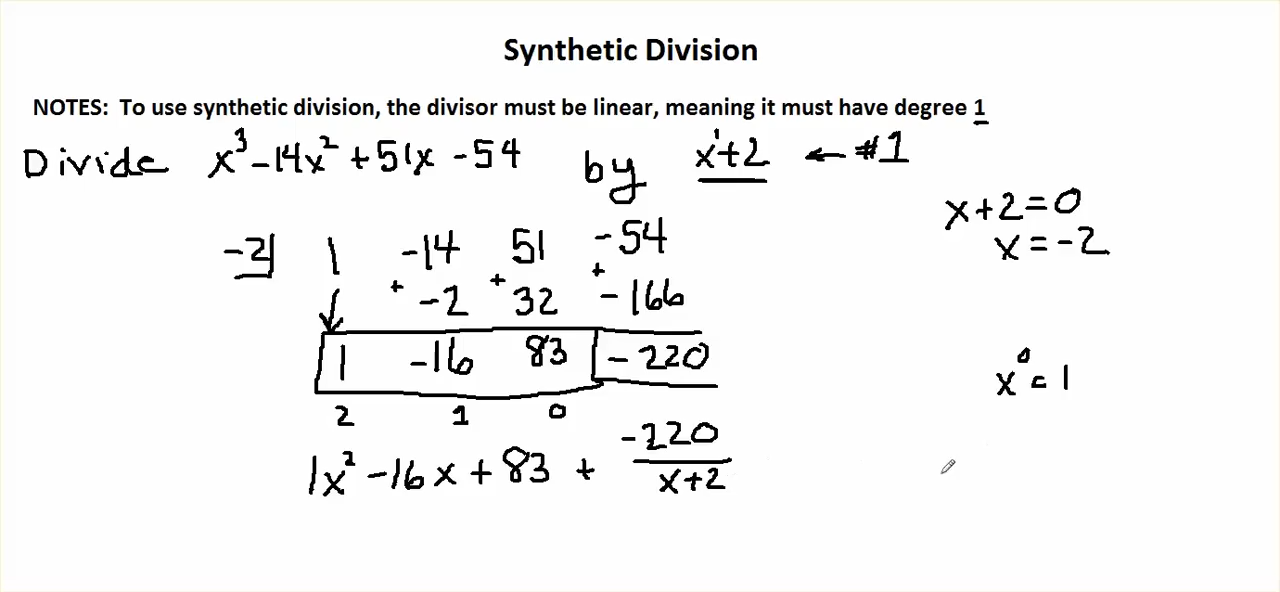 Synthetic Division
NOTES: To use synthetic division, the divisor must be linear, meaning it must have degree 1
Divide x³ -14x² +51x -54 by x¹+2 ← #1
x+2=0
x=-2
-2| 1 -14 51 -54
+ -2 + 32 + -166
1 -16 83 -220
x⁰=1
2 1 0
1x² -16x + 83 + -220/x+2